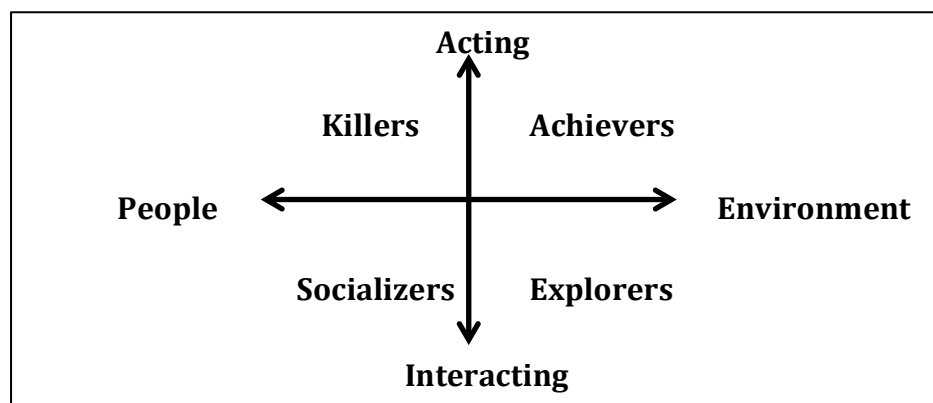 Acting
Killers Achievers
People Environment
Socializers Explorers
Interacting